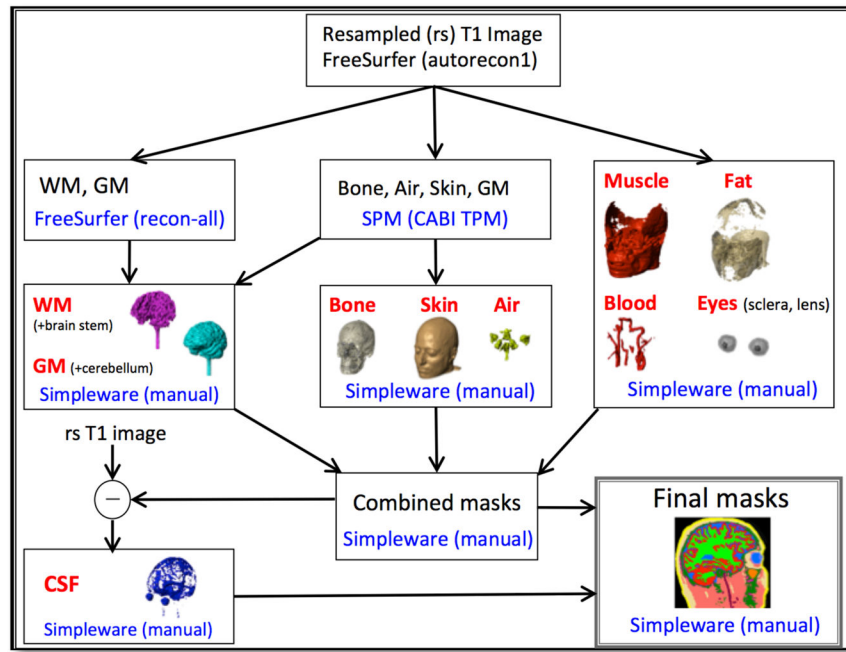 Resampled (rs) T1 Image
FreeSurfer (autorecon1)
WM, GM
FreeSurfer (recon-all)
Bone, Air, Skin, GM
SPM (CABI TPM)
Muscle Fat
Blood Eyes (sclera, lens)
Simpleware (manual)
WM
(+brain stem)
GM (+cerebellum)
Simpleware (manual)
Bone Skin Air
Simpleware (manual)
rs T1 image
—
Combined masks
Simpleware (manual)
Final masks
Simpleware (manual)
CSF
Simpleware (manual)